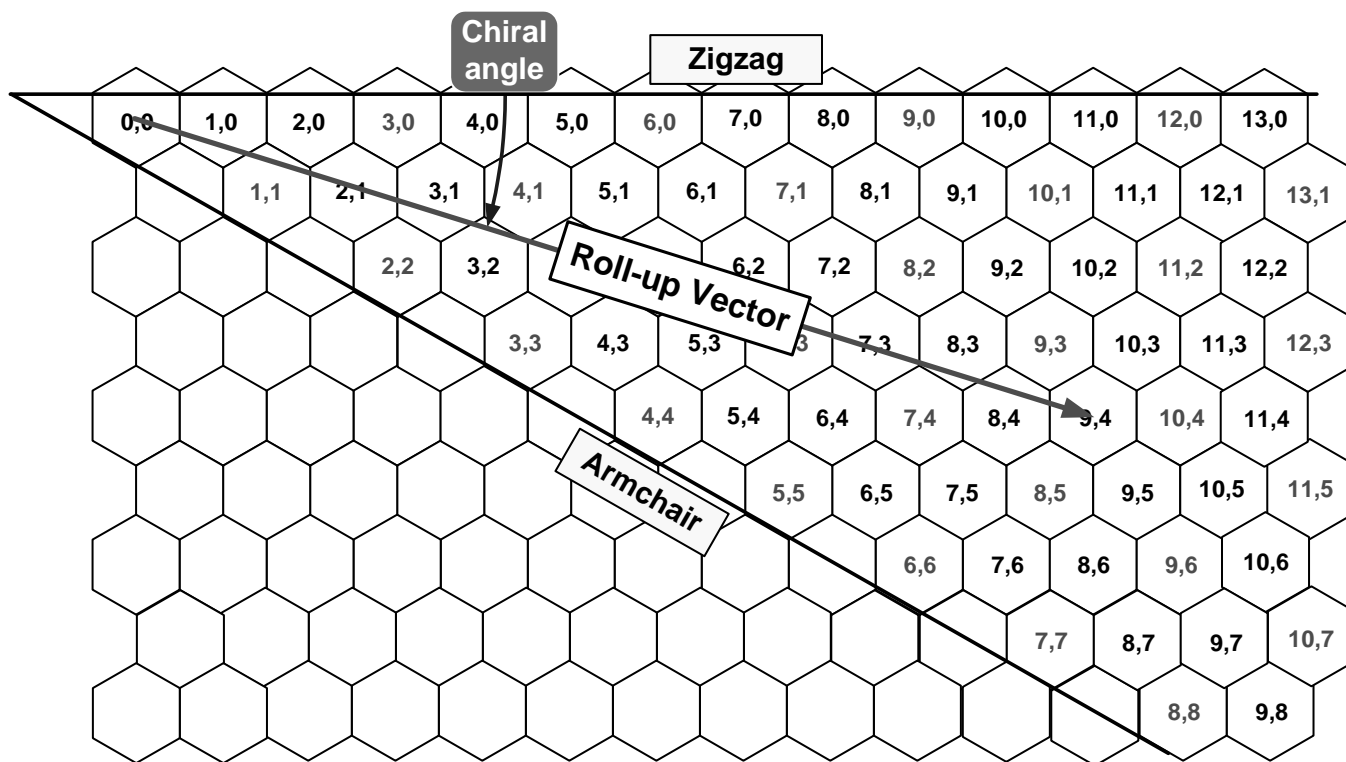 Chiral
angle
Zigzag
0,0 1,0 2,0 3,0 4,0 5,0 6,0 7,0 8,0 9,0 10,0 11,0 12,0 13,0
1,1 2,1 3,1 4,1 5,1 6,1 7,1 8,1 9,1 10,1 11,1 12,1 13,1
2,2 3,2 6,2 7,2 8,2 9,2 10,2 11,2 12,2
Roll-up Vector
3,3 4,3 5,3 7,3 8,3 9,3 10,3 11,3 12,3
4,4 5,4 6,4 7,4 8,4 9,4 10,4 11,4
Armchair
5,5 6,5 7,5 8,5 9,5 10,5 11,5
6,6 7,6 8,6 9,6 10,6
7,7 8,7 9,7 10,7
8,8 9,8